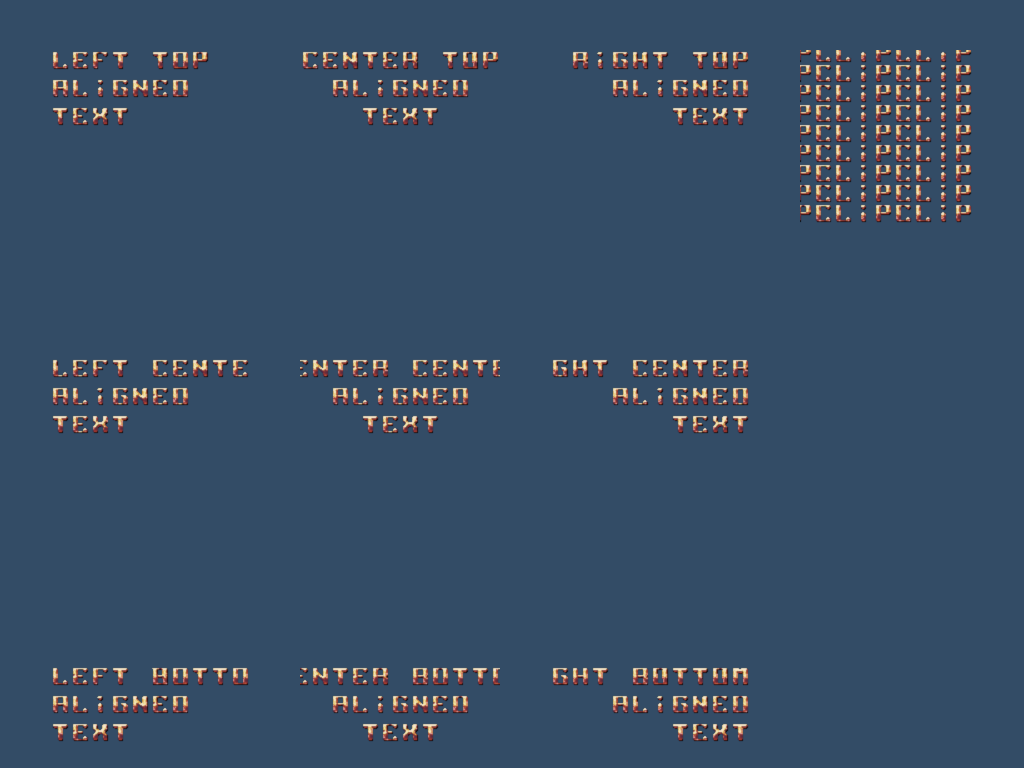 LEFT TOP
ALiGNED
TEXT
CENTER TOP
ALiGNED
TEXT
RiGHT TOP
ALiGNED
TEXT
PCLiPCLiP
PCLiPCLiP
PCLiPCLiP
PCLiPCLiP
PCLiPCLiP
PCLiPCLiP
PCLiPCLiP
PCLiPCLiP
PCLiPCLiP
LEFT CENTE
ALiGNED
TEXT
ENTER CENTE
ALiGNED
TEXT
GHT CENTER
ALiGNED
TEXT
LEFT BOTTO
ALiGNED
TEXT
ENTER BOTTO
ALiGNED
TEXT
GHT BOTTOM
ALiGNED
TEXT